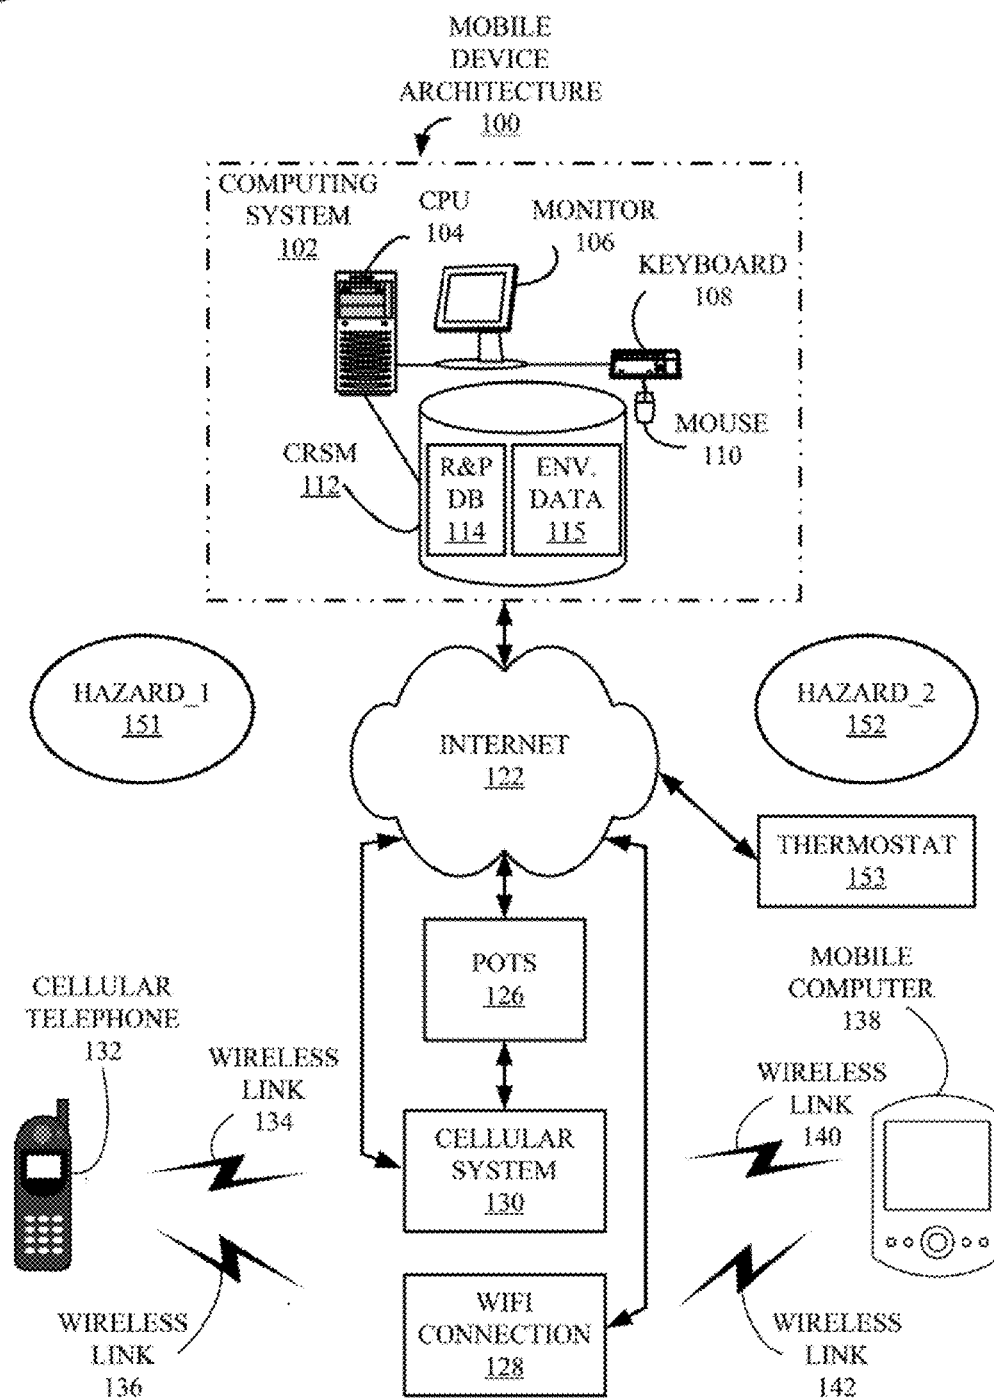 MOBILE
DEVICE
ARCHITECTURE
100
COMPUTING
SYSTEM
102
CPU
104
MONITOR
106
KEYBOARD
108
MOUSE
110
CRSM
112
R&P
DB
114
ENV.
DATA
115
HAZARD_1
151
HAZARD_2
152
INTERNET
122
THERMOSTAT
153
POTS
126
CELLULAR
TELEPHONE
132
MOBILE
COMPUTER
138
WIRELESS
LINK
134
WIRELESS
LINK
140
CELLULAR
SYSTEM
130
WIRELESS
LINK
136
WIFI
CONNECTION
128
WIRELESS
LINK
142